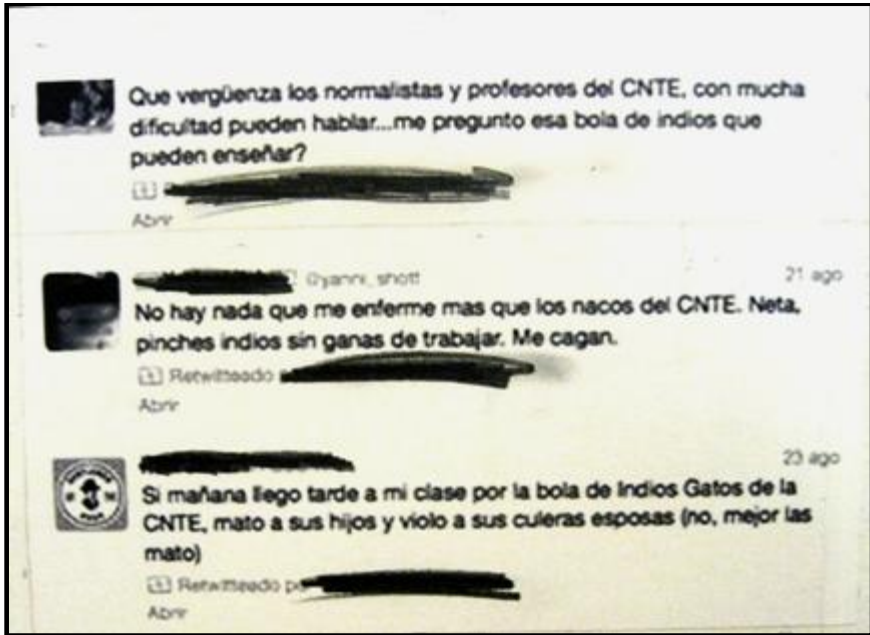 Que vergüenza los normalistas y profesores del CNTE, con mucha
dificultad pueden hablar...me pregunto esa bola de indios que
pueden enseñar?
Abrir
@yanni_shott 21 ago
No hay nada que me enferme mas que los nacos del CNTE. Neta,
pinches indios sin ganas de trabajar. Me cagan.
Retwitteado
Abrir
23 ago
Si mañana llego tarde a mi clase por la bola de Indios Gatos de la
CNTE, mato a sus hijos y violo a sus culeras esposas (no, mejor las
mato)
Retwitteado po
Abrir